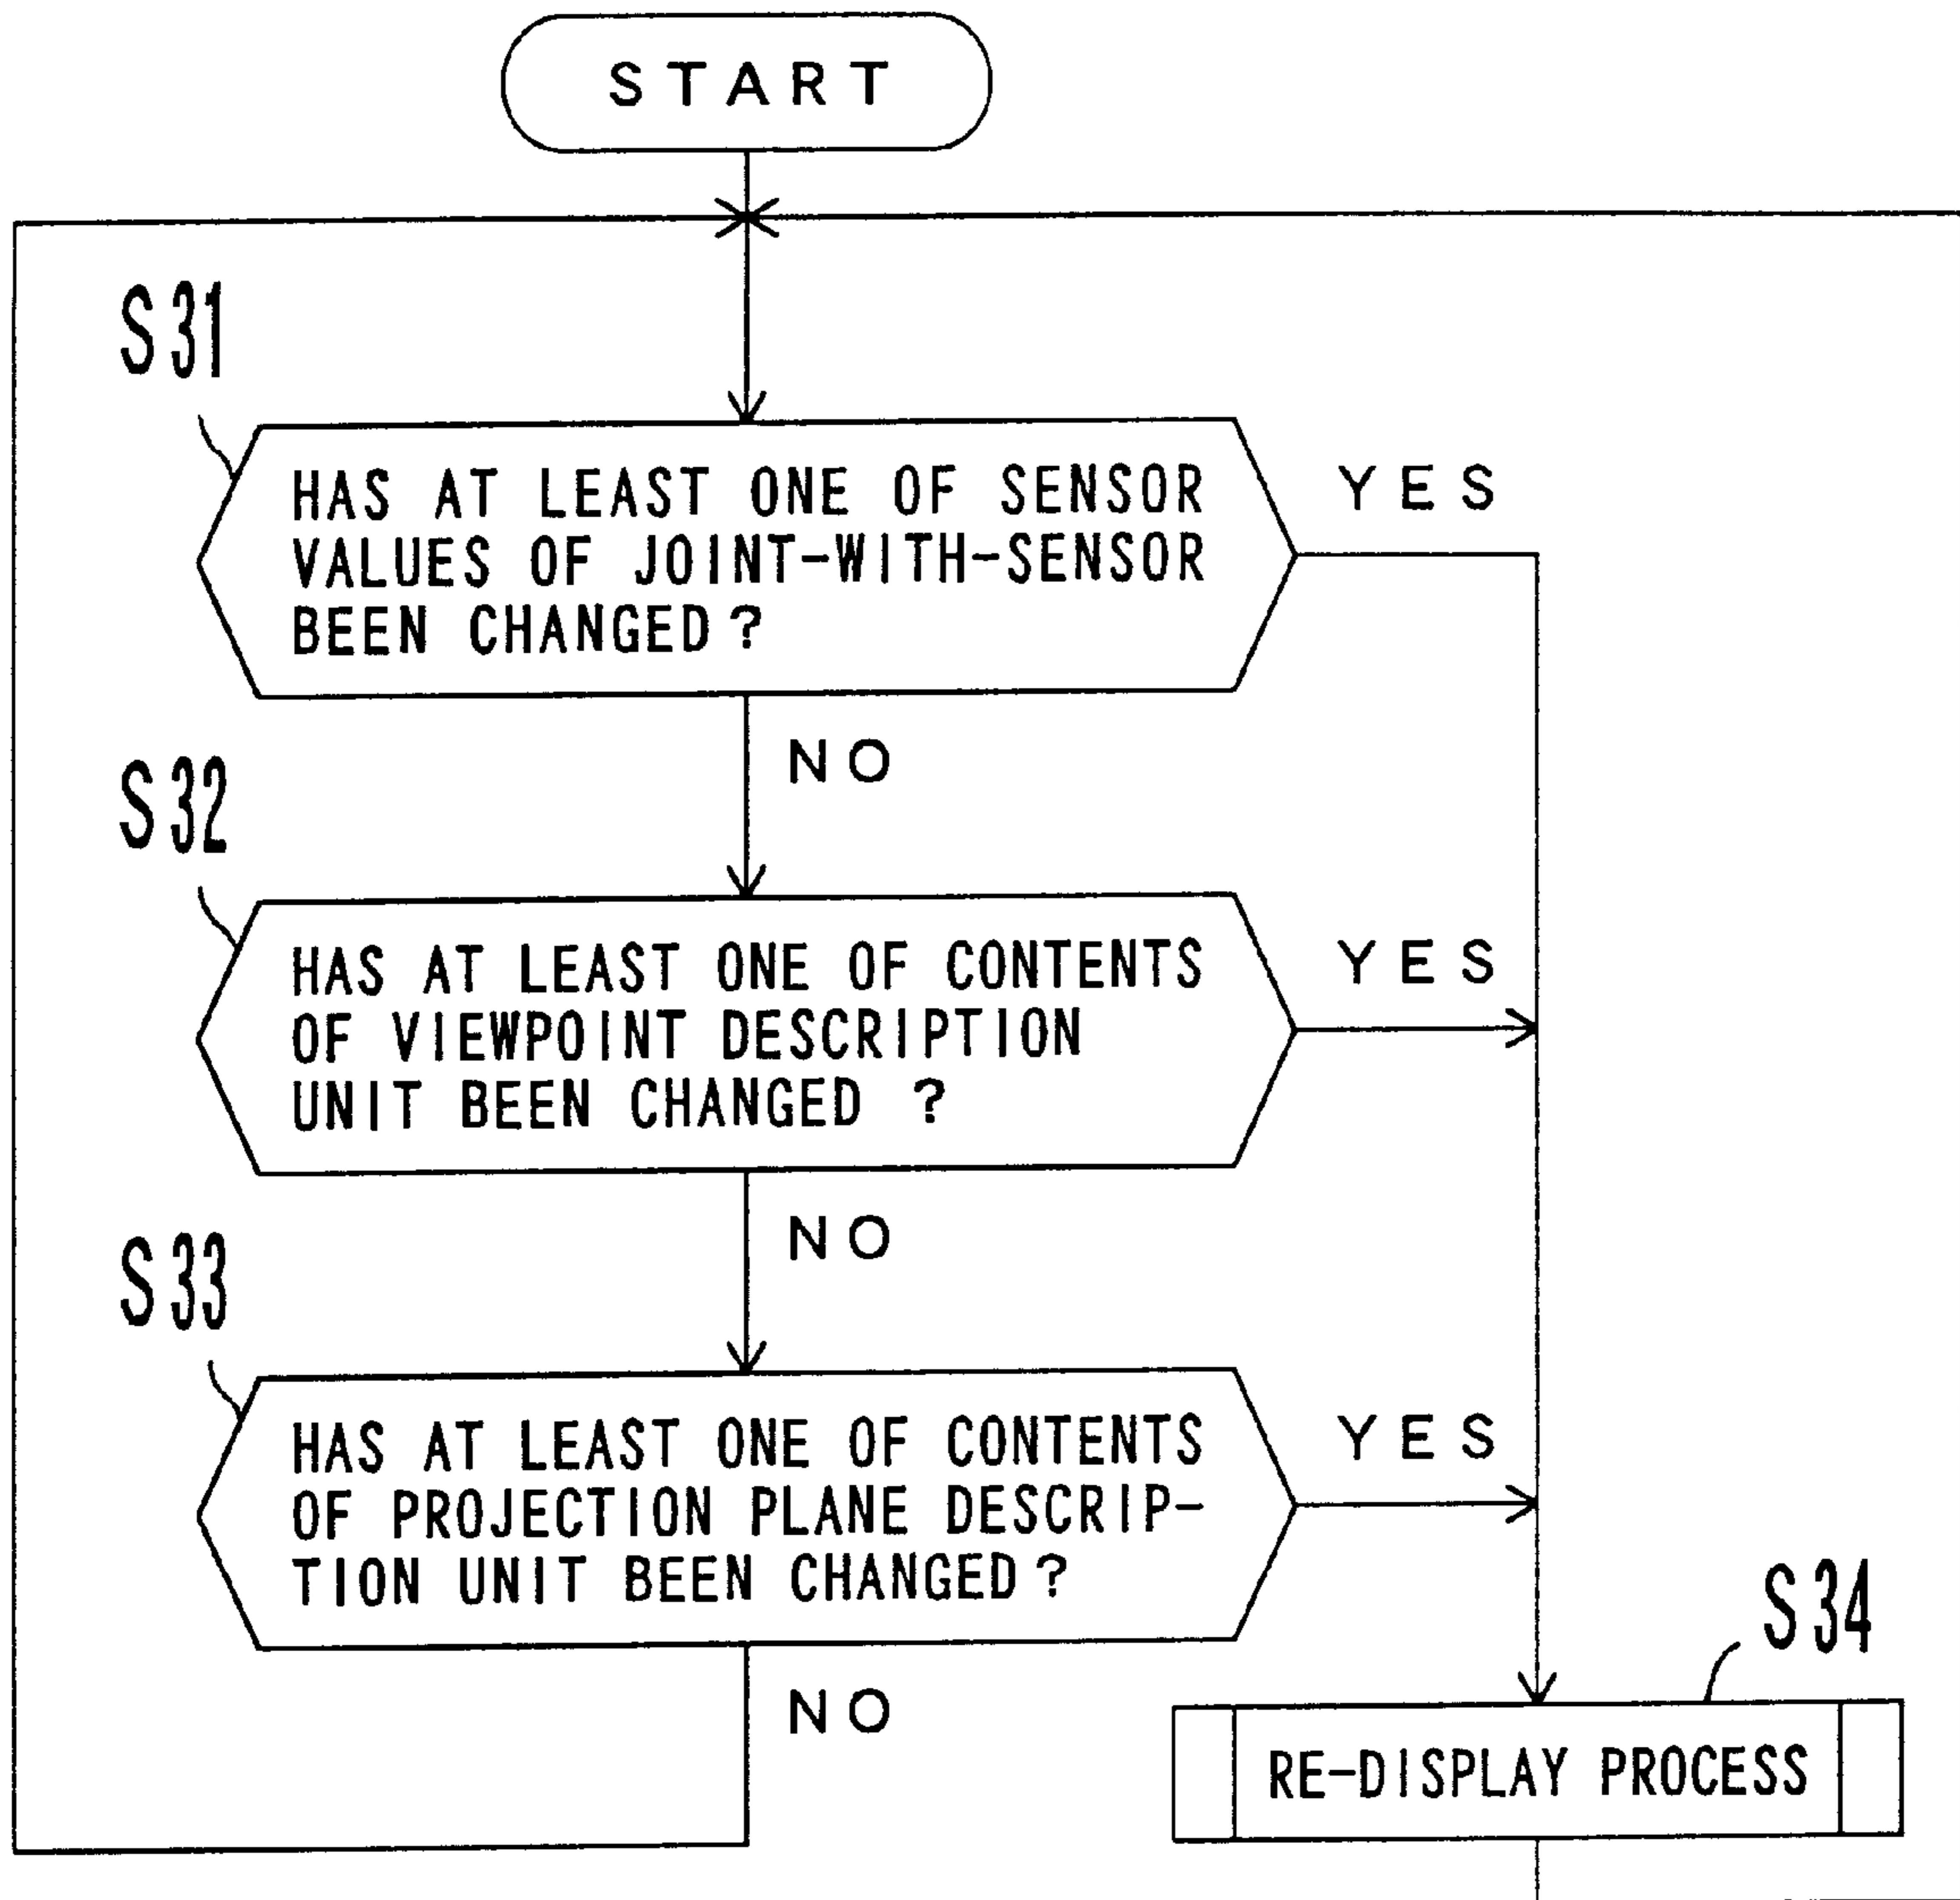 START
S31
HAS AT LEAST ONE OF SENSOR
VALUES OF JOINT-WITH-SENSOR
BEEN CHANGED?
YES
NO
S32
HAS AT LEAST ONE OF CONTENTS
OF VIEWPOINT DESCRIPTION
UNIT BEEN CHANGED ?
YES
NO
S33
HAS AT LEAST ONE OF CONTENTS
OF PROJECTION PLANE DESCRIP-
TION UNIT BEEN CHANGED?
YES
NO
S34
RE-DISPLAY PROCESS